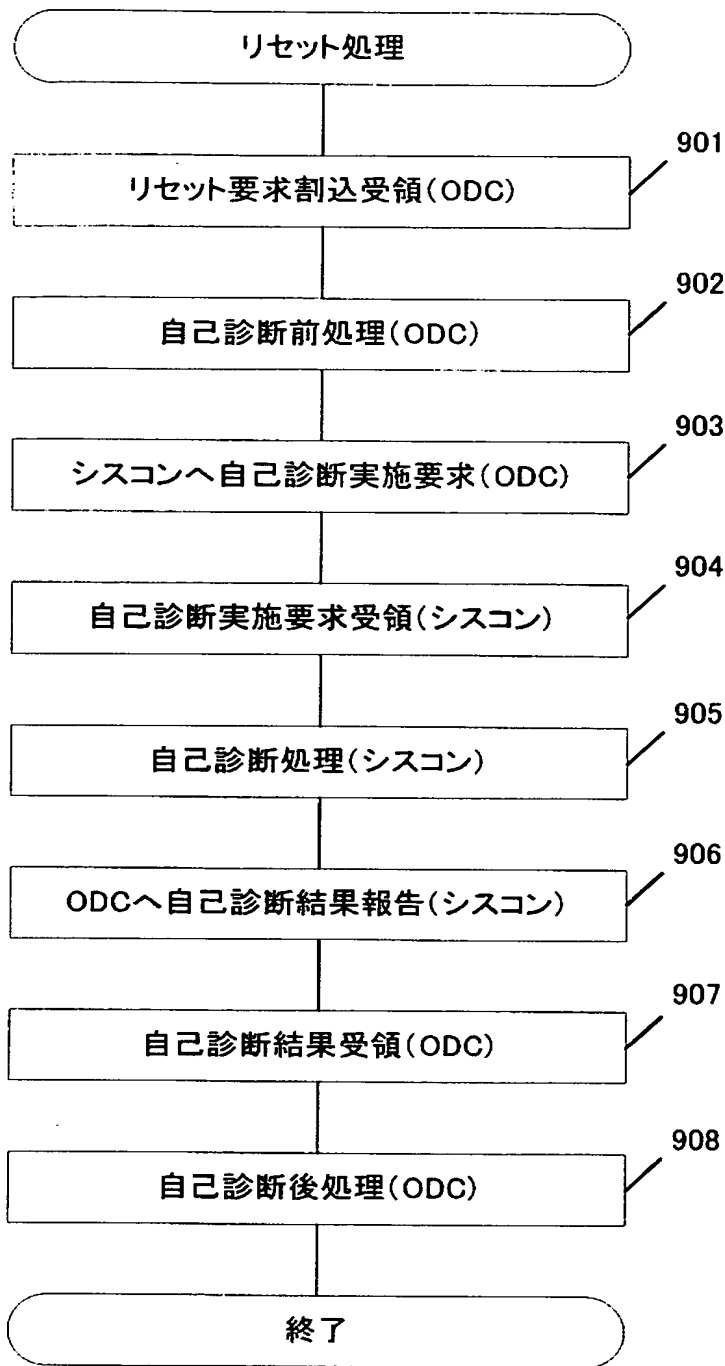 リセット処理
901
リセット要求割込受領(ODC)
902
自己診断前処理(ODC)
903
シスコンへ自己診断実施要求(ODC)
904
自己診断実施要求受領(シスコン)
905
自己診断処理(シスコン)
906
ODCへ自己診断結果報告(シスコン)
907
自己診断結果受領(ODC)
908
自己診断後処理(ODC)
終了